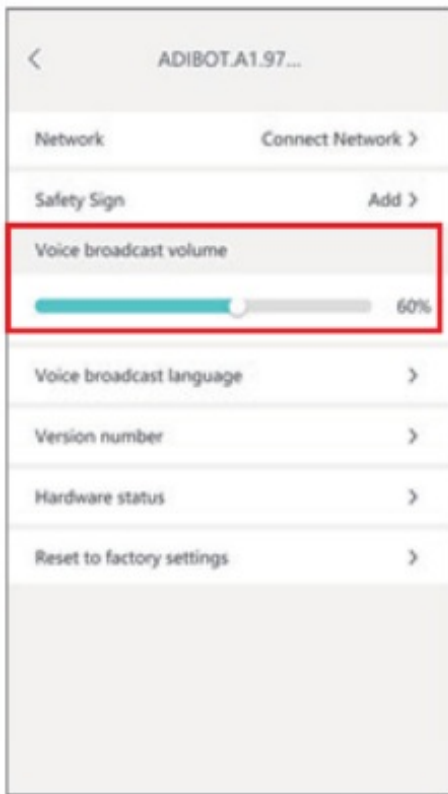 ADIBOT.A1.97...
Network Connect Network >
Safety Sign Add >
Voice broadcast volume
60%
Voice broadcast language >
Version number >
Hardware status >
Reset to factory settings >